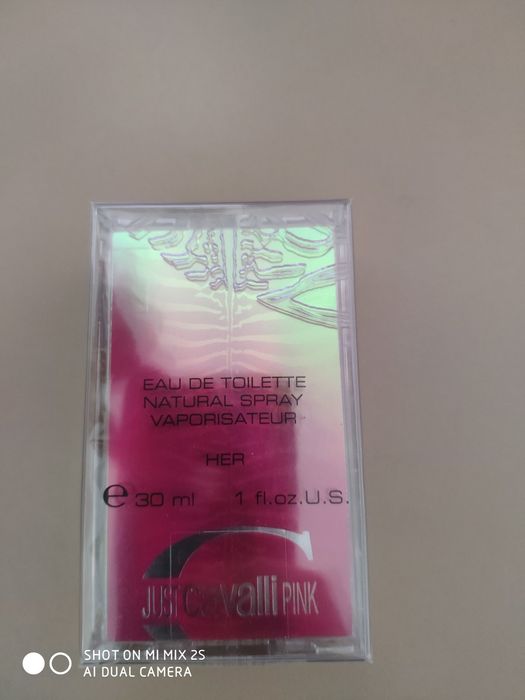 EAU DE TOILETTE
NATURAL SPRAY
VAPORISATEUR
HER
e 30 ml 1 fl.oz.U.S.
JUST cavalli PINK
SHOT ON MI MIX 2S
AI DUAL CAMERA